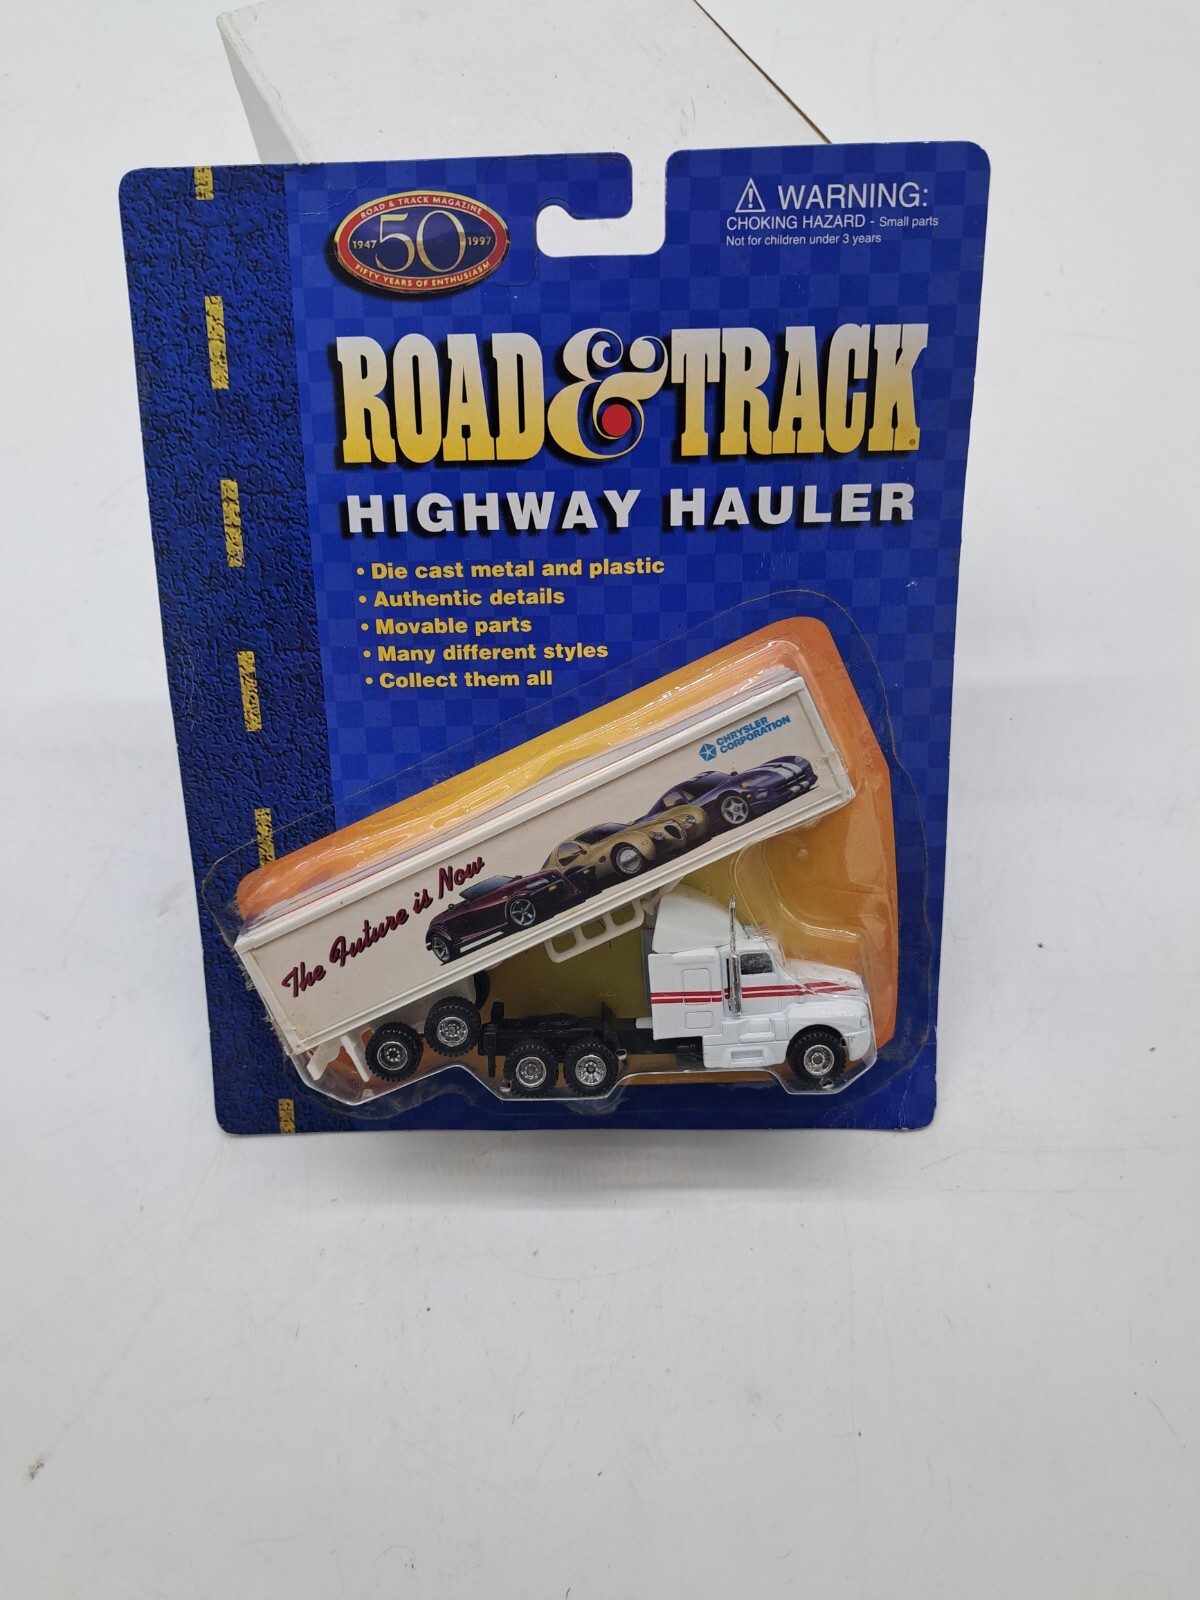 ROAD & TRACK MAGAZINE
1947 50 1997
FIFTY YEARS OF ENTHUSIASM
WARNING:
CHOKING HAZARD - Small parts
Not for children under 3 years
ROAD & TRACK®
HIGHWAY HAULER
• Die cast metal and plastic
• Authentic details
• Movable parts
• Many different styles
• Collect them all
CHRYSLER
CORPORATION
The Future is Now